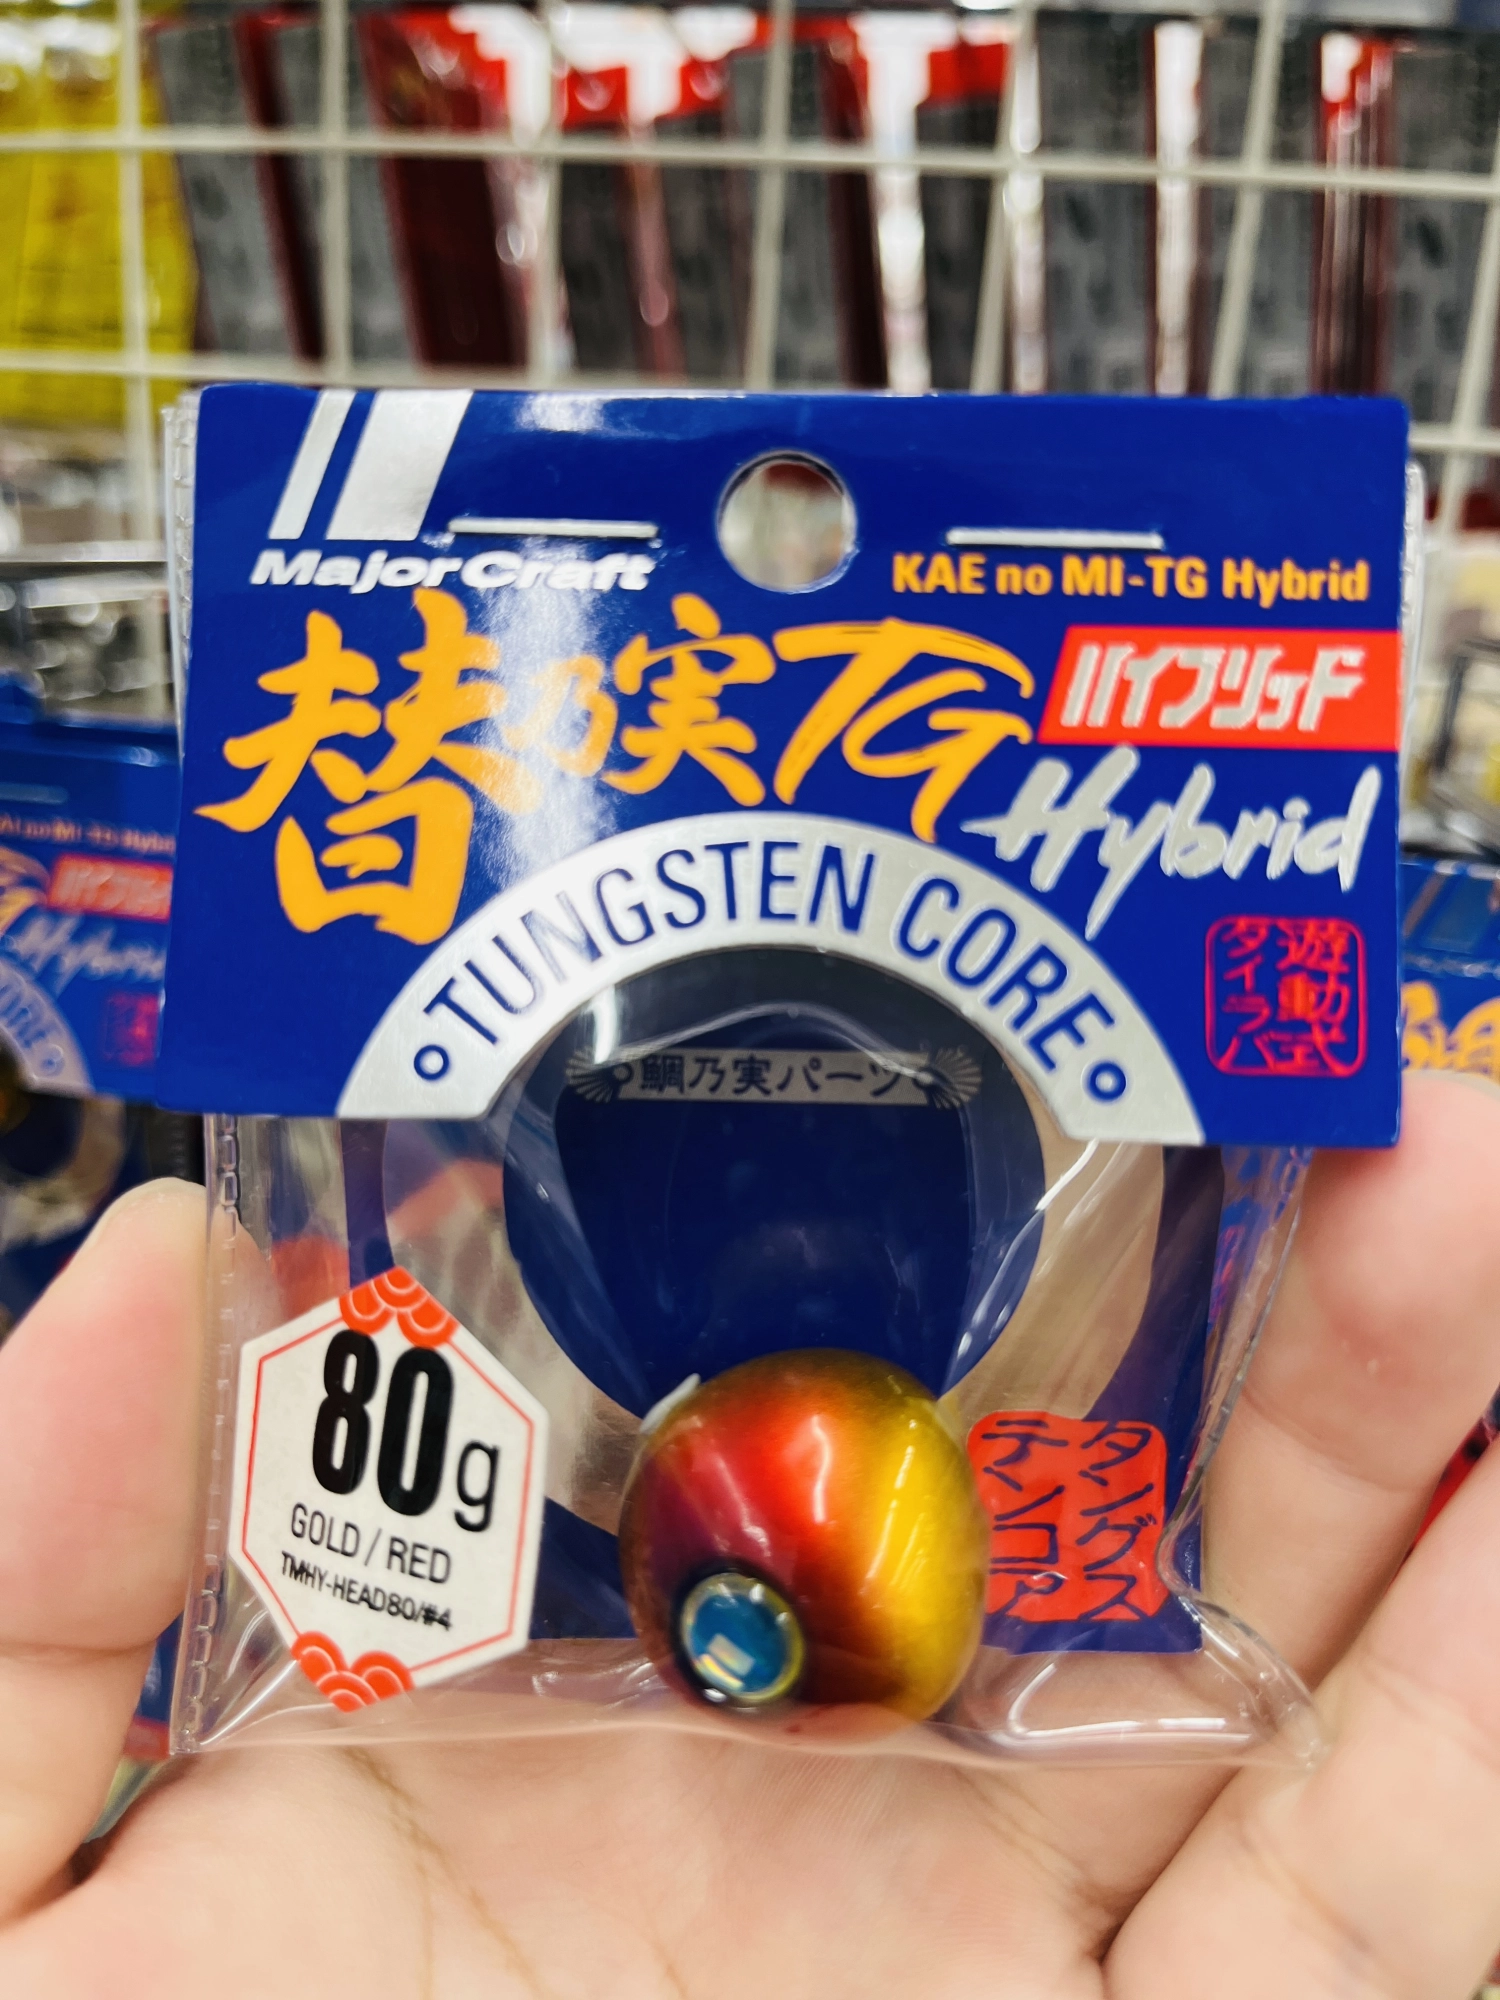 Major Craft
KAE no MI-TG Hybrid
替乃実TG
ハイブリッド
Hybrid
TUNGSTEN CORE
遊動式
タイラバ
鯛乃実パーツ
80g
GOLD/RED
TMHY-HEAD80/#4
タングス
テンコア